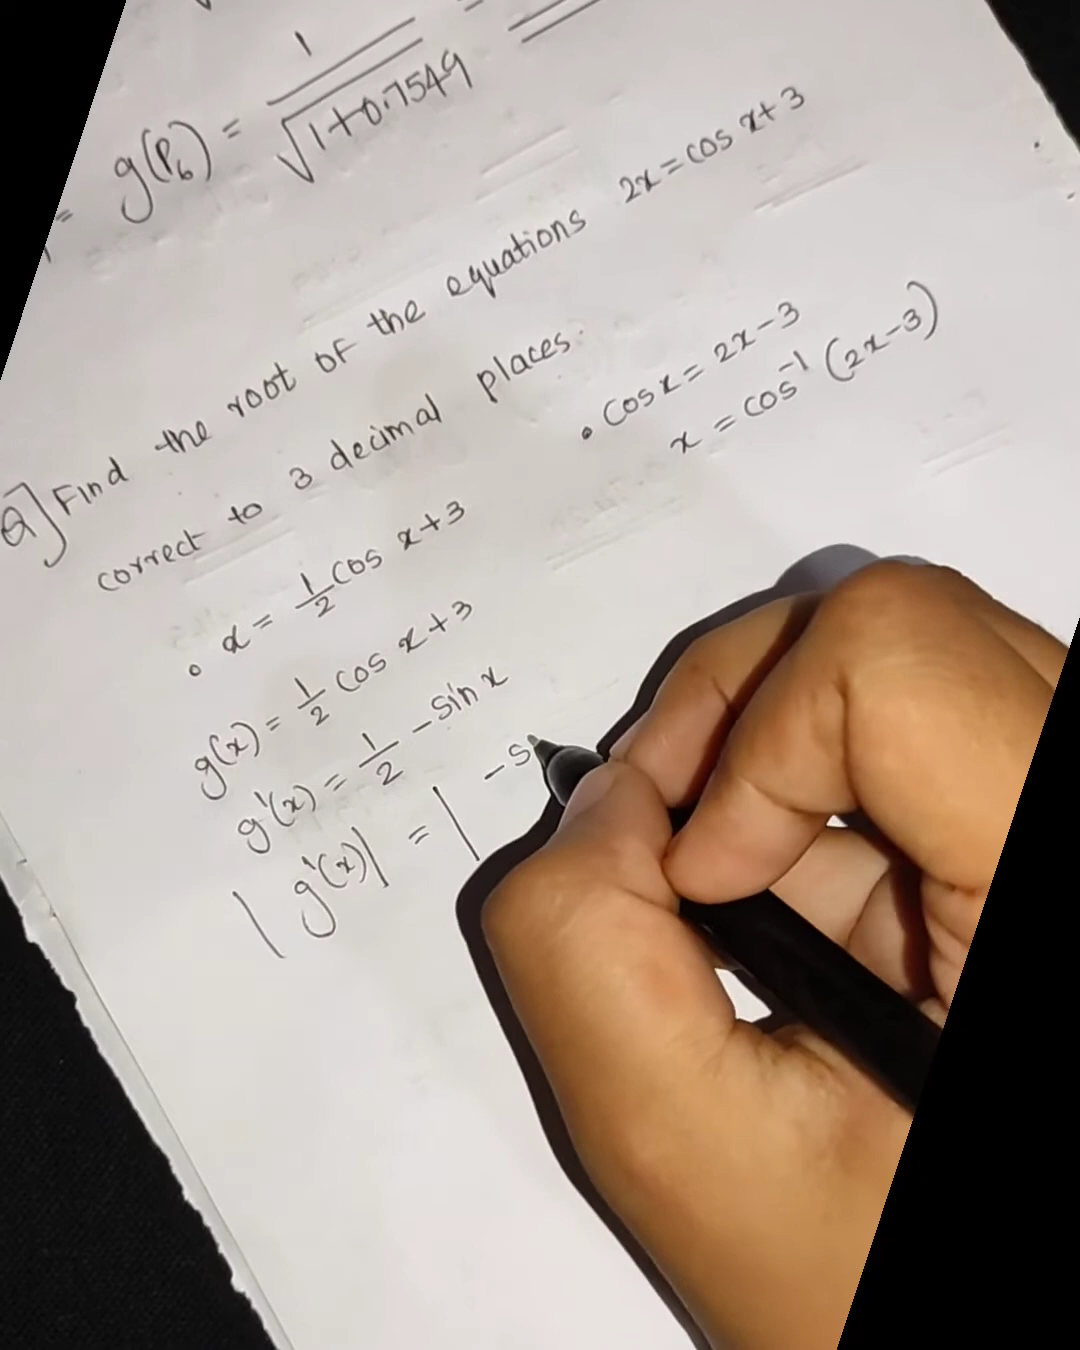 g(P₆) = 1/√1+0.7549 =
Q] Find the root of the equations 2x = cos x+3
correct to 3 decimal places.
• x = 1/2 cos x+3
g(x) = 1/2 cos x+3
g'(x) = 1/2 -sin x
|g'(x)| = | -s
• cos x = 2x-3
x = cos⁻¹ (2x-3)